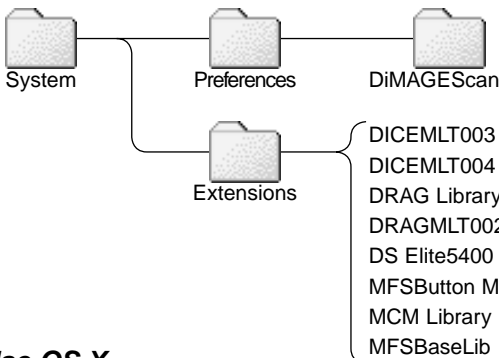 System
Preferences
DiMAGEScan
Extensions
DICEMLT003
DICEMLT004
DRAG Library
DRAGMLT002
DS Elite5400
MFSButton
MCM Library
MFSBaseLib
OS X